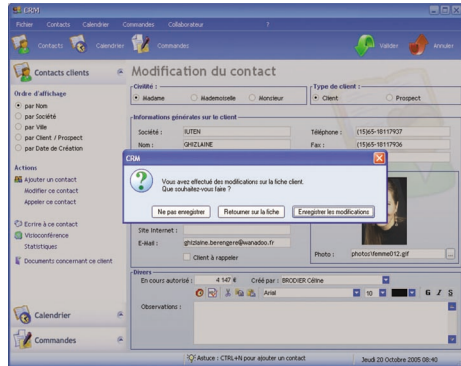 CRM
Fichier Contacts Calendrier Commandes Collaborateur ?
Contacts Calendrier Commandes Valider Annuler
Contacts clients
Modification du contact
Civilité :
Madame Mademoiselle Monsieur
Type de client :
Client Prospect
Ordre d'affichage
par Nom
par Société
par Ville
par Client / Prospect
par Date de Création
Informations générales sur le client
Société : IUTEN
Téléphone : (15)65-18117937
Nom : GHIZLAINE
Fax : (15)65-18117936
CRM
Vous avez effectué des modifications sur la fiche client.
Que souhaitez-vous faire ?
Ne pas enregistrer Retourner sur la fiche Enregistrer les modifications
Actions
Ajouter un contact
Modifier ce contact
Appeler ce contact
Ecrire à ce contact
Visioconférence
Statistiques
Documents concernant ce client
Site Internet :
E-Mail : ghizlaine.berengere@wanadoo.fr
Client à rappeler
Photo : photos\femme012.gif ...
Divers
En cours autorisé : 4 147 € Créé par : BRODIER Céline
Arial 10 G I S
Observations :
Calendrier
Commandes
Astuce : CTRL+N pour ajouter un contact
Jeudi 20 Octobre 2005 08:40